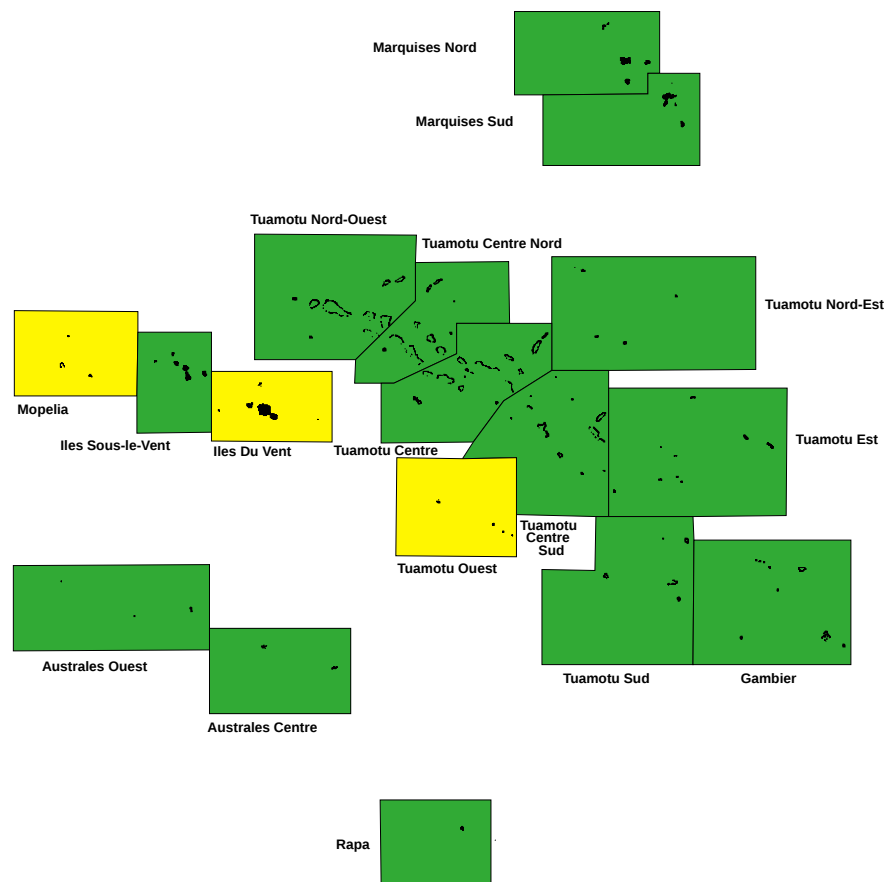 Marquises Nord
Marquises Sud
Tuamotu Nord-Ouest
Tuamotu Centre Nord
Tuamotu Nord-Est
Mopelia
Iles Sous-le-Vent
Iles Du Vent
Tuamotu Centre
Tuamotu Est
Tuamotu
Centre
Sud
Tuamotu Ouest
Australes Ouest
Tuamotu Sud
Gambier
Australes Centre
Rapa